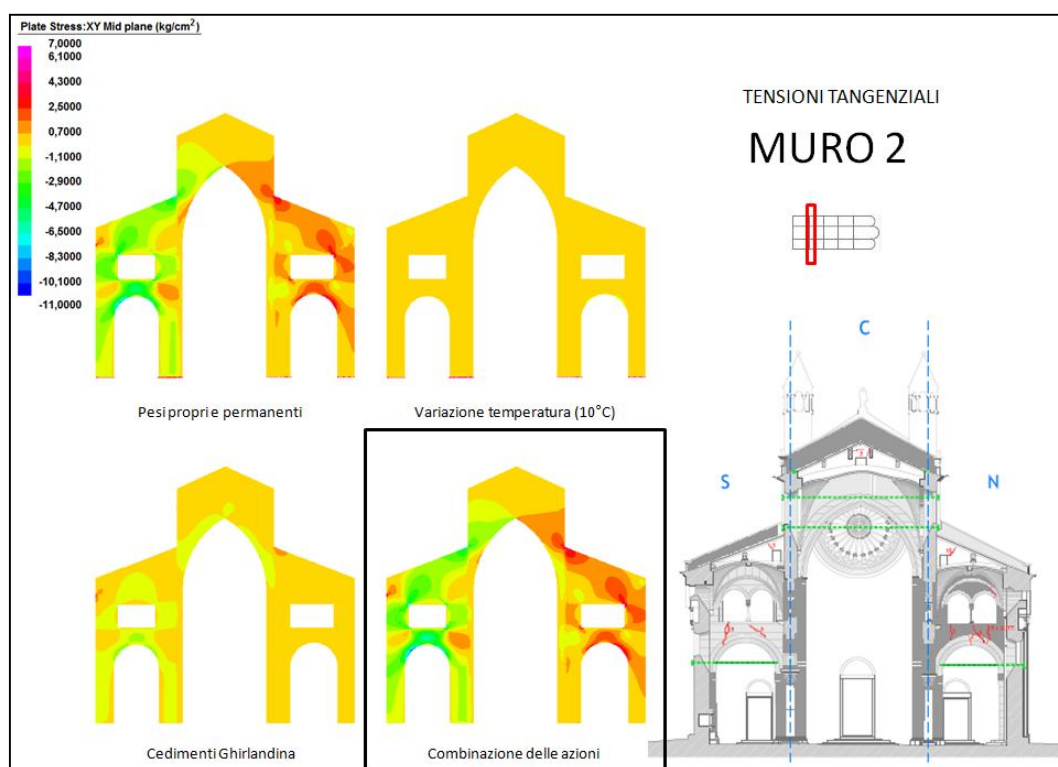 Plate Stress:XY Mid plane (kg/cm²)
7,0000
6,1000
4,3000
2,5000
0,7000
-1,1000
-2,9000
-4,7000
-6,5000
-8,3000
-10,1000
-11,0000
TENSIONI TANGENZIALI
MURO 2
Pesi propri e permanenti
Variazione temperatura (10°C)
C
S
N
Cedimenti Ghirlandina
Combinazione delle azioni